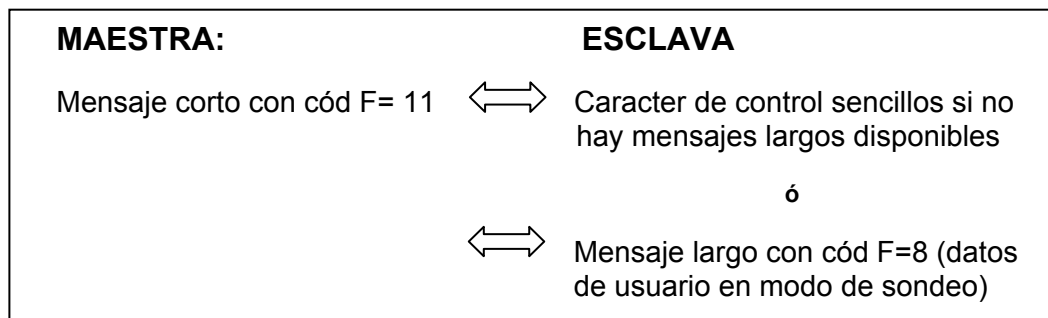 MAESTRA: ESCLAVA
Mensaje corto con cód F= 11 Caracter de control sencillos si no
hay mensajes largos disponibles
ó
Mensaje largo con cód F=8 (datos
de usuario en modo de sondeo)